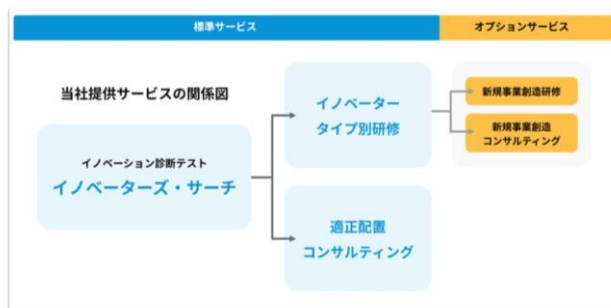 標準サービス
オプションサービス
当社提供サービスの関係図
イノベーション診断テスト
イノベーターズ・サーチ
イノベーター
タイプ別研修
適正配置
コンサルティング
新規事業創造研修
新規事業創造
コンサルティング